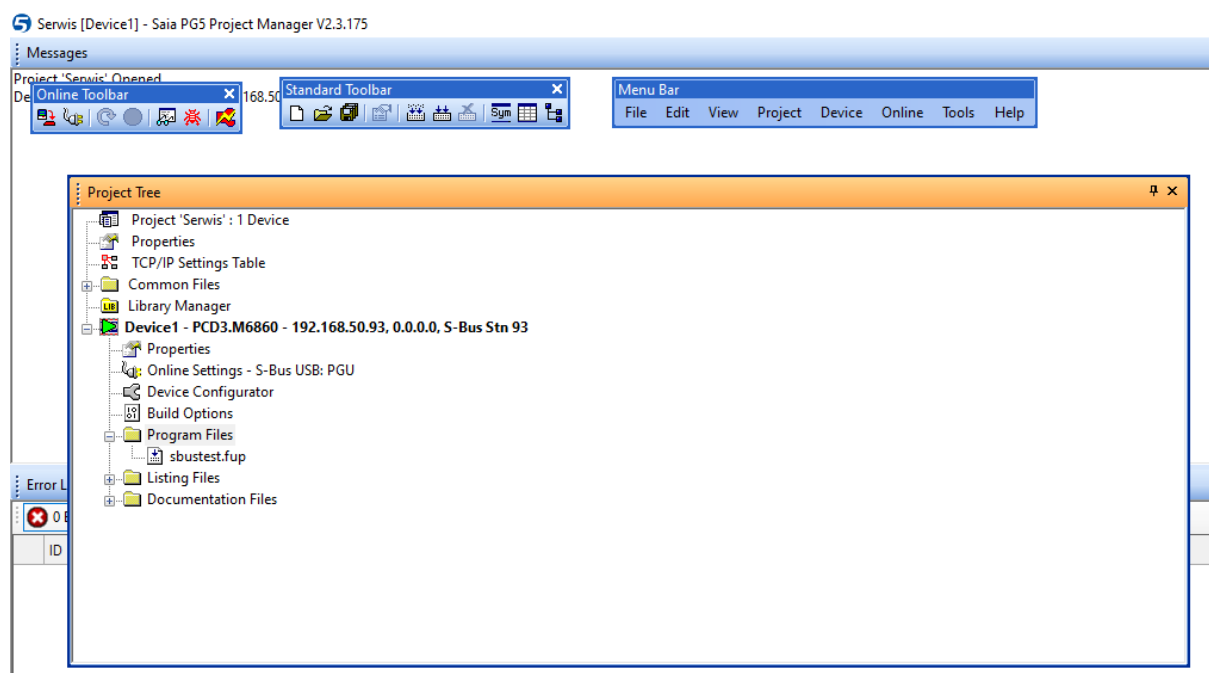 Serwis [Device1] - Saia PG5 Project Manager V2.3.175
Messages
Project 'Serwis' Opened
De
168.50
Online Toolbar
Standard Toolbar
Sym
Menu Bar
File Edit View Project Device Online Tools Help
Project Tree
Project 'Serwis' : 1 Device
Properties
TCP/IP Settings Table
Common Files
LIB Library Manager
Device1 - PCD3.M6860 - 192.168.50.93, 0.0.0.0, S-Bus Stn 93
Properties
Online Settings - S-Bus USB: PGU
Device Configurator
Build Options
Program Files
sbustest.fup
Listing Files
Documentation Files
Error L
0 E
ID